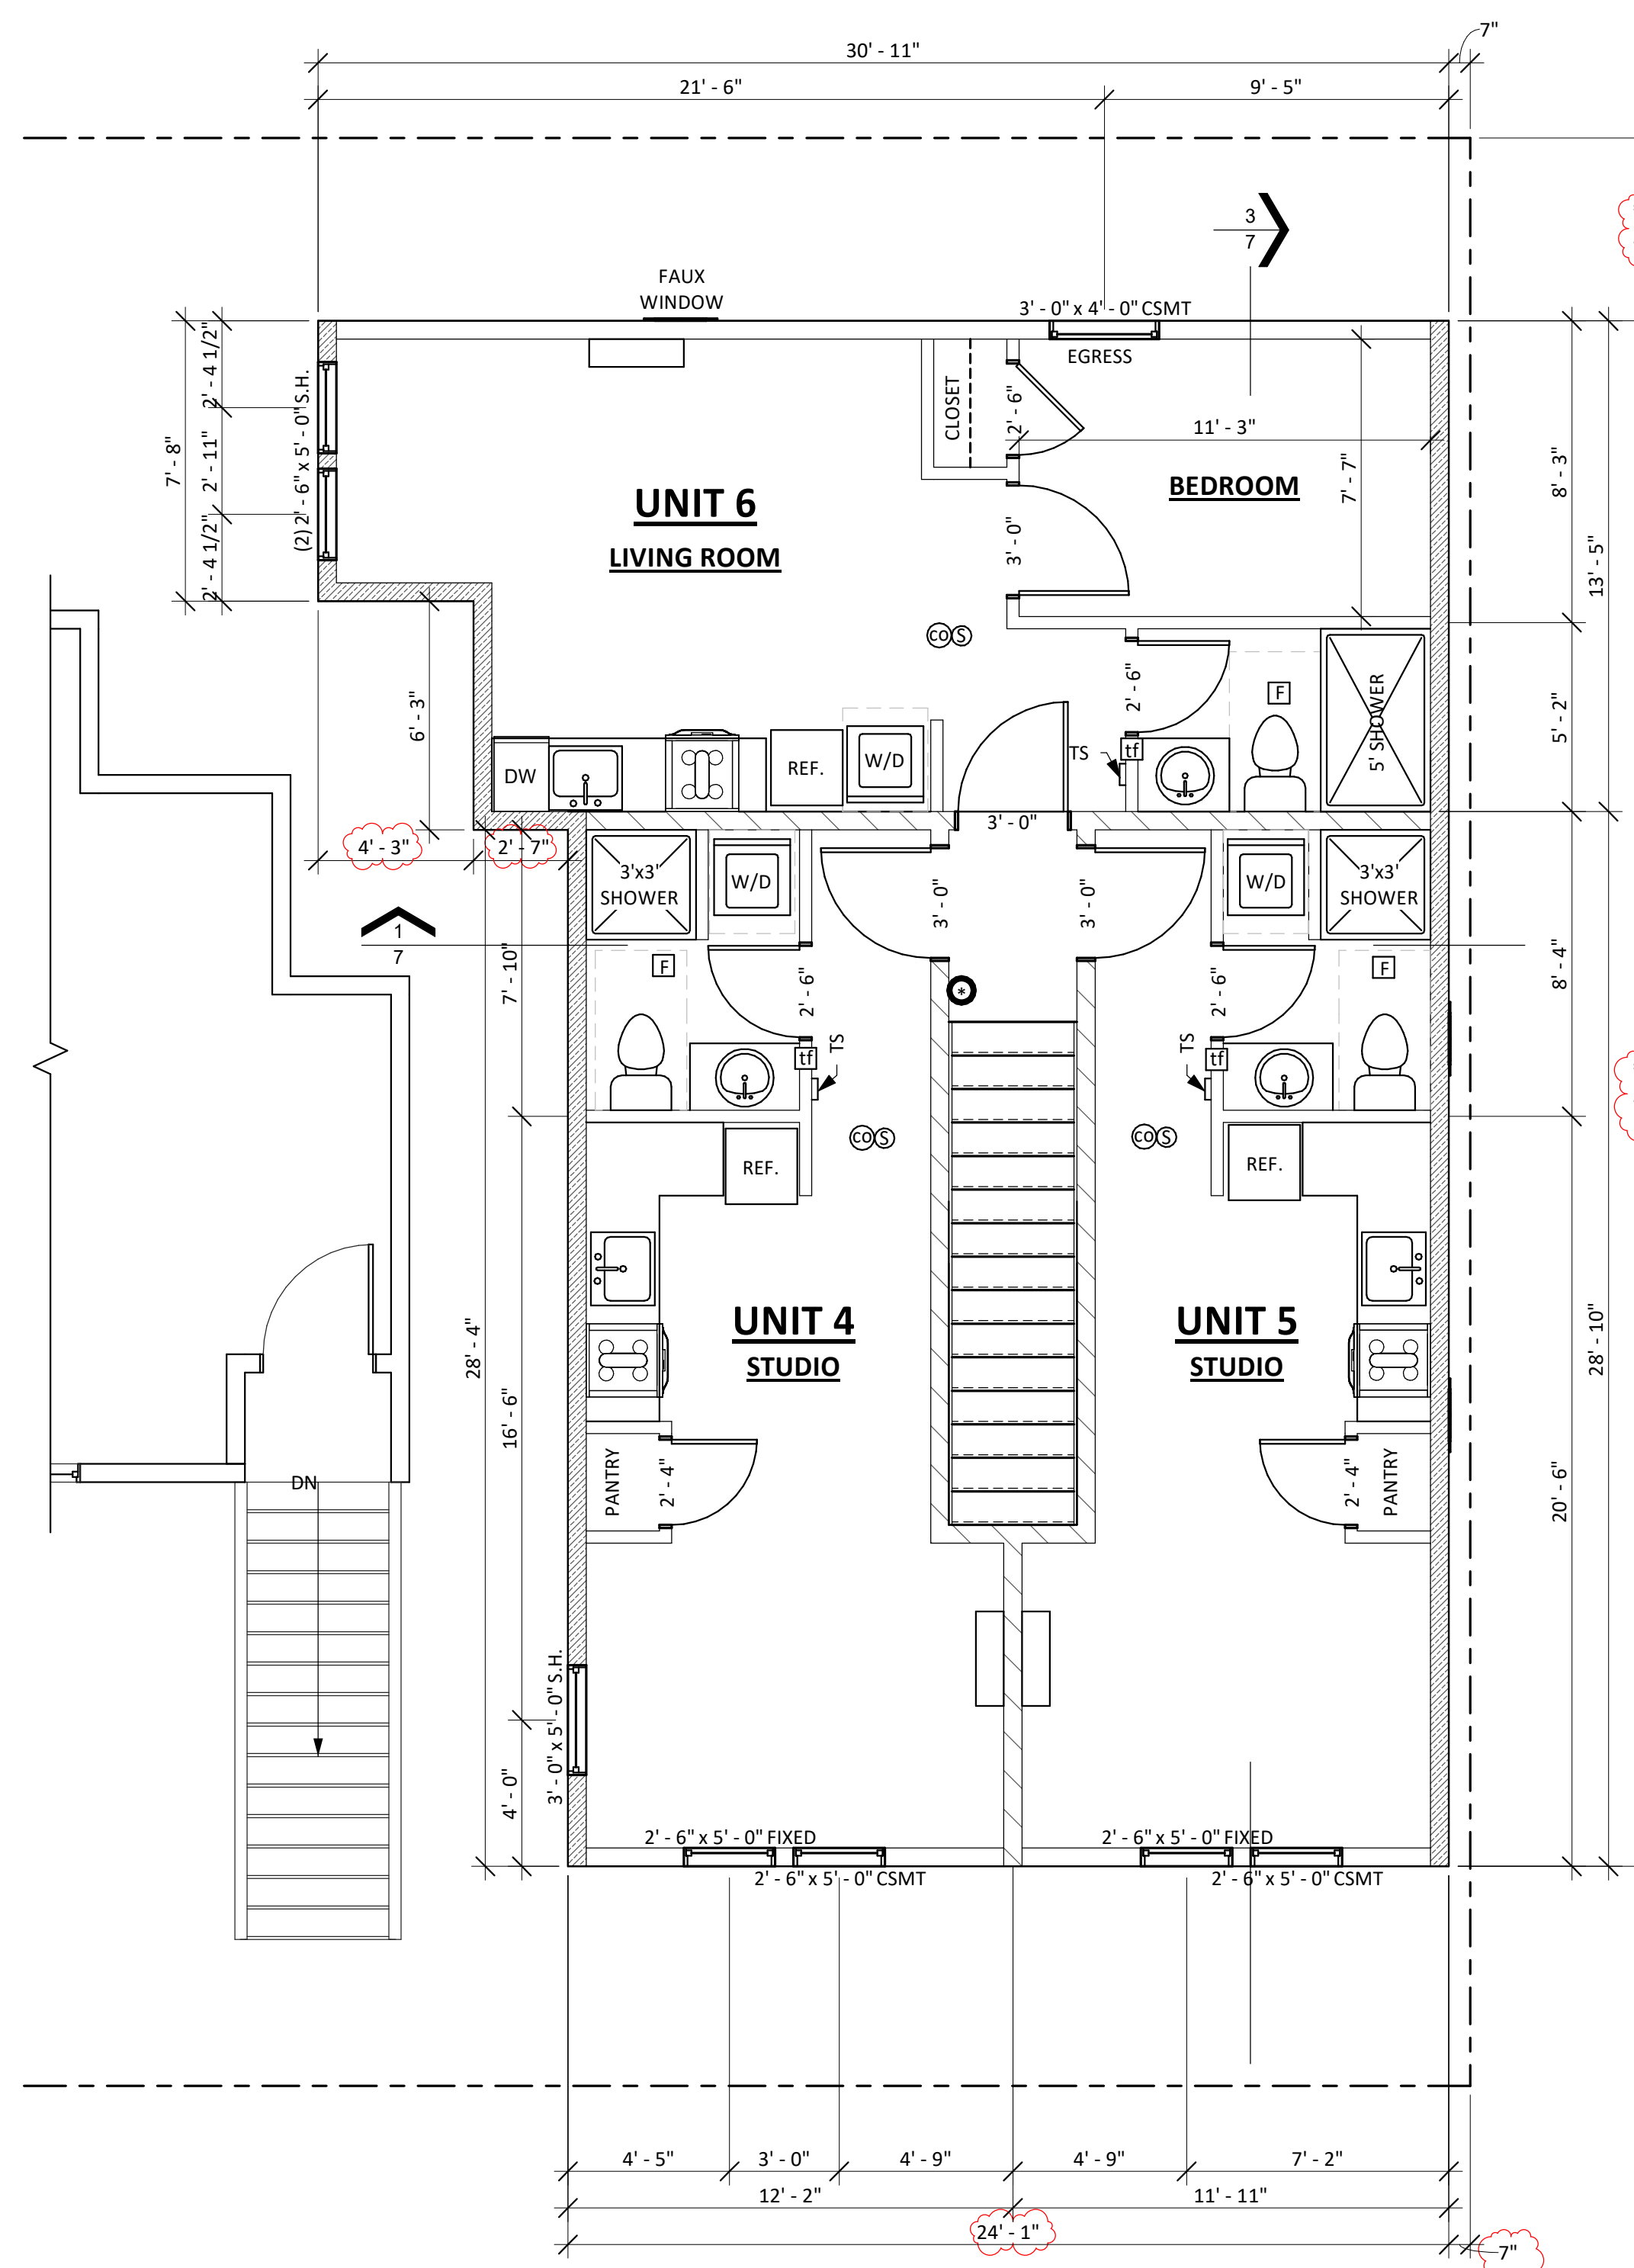 7"
30' - 11"
21' - 6"
9' - 5"
3
7
FAUX
WINDOW
3' - 0" x 4' - 0" CSMT
EGRESS
2' - 4 1/2"
2' - 11"
2' - 4 1/2"
7' - 8"
(2) 2' - 6" x 5' - 0" S.H.
CLOSET
2' - 6"
11' - 3"
7' - 7"
BEDROOM
8' - 3"
13' - 5"
UNIT 6
LIVING ROOM
3' - 0"
CO
S
6' - 3"
2' - 6"
F
5' SHOWER
5' - 2"
DW
REF.
W/D
TS
tf
3' - 0"
4' - 3"
2' - 7"
3'x3'
SHOWER
W/D
3' - 0"
3' - 0"
W/D
3'x3'
SHOWER
1
7
7' - 10"
F
2' - 6"
*
2' - 6"
F
8' - 4"
tf
TS
TS
tf
CO
S
CO
S
REF.
REF.
UNIT 4
STUDIO
UNIT 5
STUDIO
28' - 4"
16' - 6"
28' - 10"
20' - 6"
PANTRY
2' - 4"
2' - 4"
PANTRY
DN
3' - 0" x 5' - 0" S.H.
4' - 0"
2' - 6" x 5' - 0" FIXED
2' - 6" x 5' - 0" FIXED
2' - 6" x 5' - 0" CSMT
2' - 6" x 5' - 0" CSMT
4' - 5"
3' - 0"
4' - 9"
4' - 9"
7' - 2"
12' - 2"
11' - 11"
24' - 1"
7"